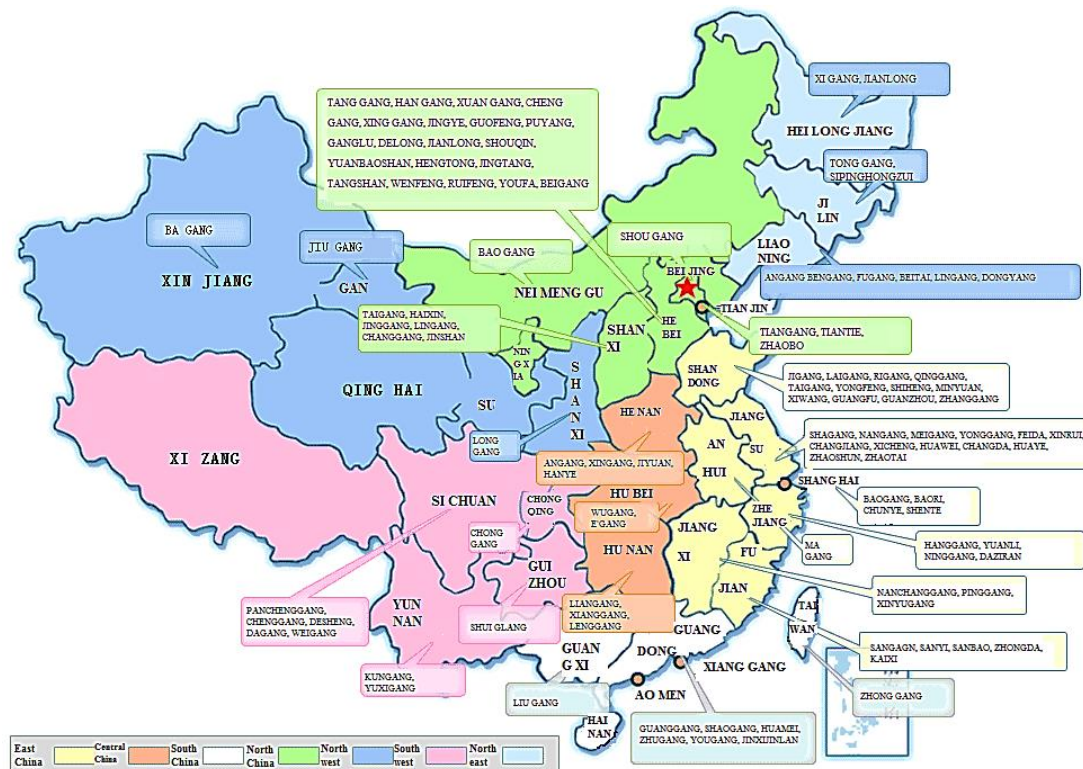 XI GANG, JIANLONG
HEI LONG JIANG
TANG GANG, HAN GANG, XUAN GANG, CHENG
GANG, XING GANG, JINGYE, GUOFENG, PUYANG,
GANGLU, DELONG, JIANLONG, SHOUQIN,
YUANBAOSHAN, HENGTONG, JINGTANG,
TANGSHAN, WENFENG, RUIFENG, YOUFA, BEIGANG
TONG GANG,
SIPINGHONGZUI
JI
LIN
BA GANG
XIN JIANG
JIU GANG
GAN
BAO GANG
NEI MENG GU
SHOU GANG
BEI JING
LIAO
NING
ANGANG BENGANG, FUGANG, BEITAI, LINGANG, DONGYANG
TIAN JIN
HE
BEI
TAIGANG, HAIXIN,
JINGGANG, LINGANG,
CHANGGANG, JINSHAN
SHAN
XI
TIANGANG, TIANTIE,
ZHAOBO
NIN
G X
IA
S
H
A
N
XI
SHAN
DONG
JIGANG, LAIGANG, RIGANG, QINGGANG,
TAIGANG, YONGFENG, SHIHENG, MINYUAN,
XIWANG, GUANGFU, GUANZHOU, ZHANGGANG
QING HAI
SU
HE NAN
JIANG
SU
SHAGANG, NANGANG, MEIGANG, YONGGANG, FEIDA, XINRUI,
CHANGJIANG, XICHENG, HUAWEI, CHANGDA, HUAYE,
ZHAOSHUN, ZHAOTAI
XI ZANG
LONG
GANG
ANGANG, XINGANG, JIYUAN,
HANYE
AN
HUI
SHANG HAI
BAOGANG, BAORI,
CHUNYE, SHENTE
SI CHUAN
CHONG
QING
HU BEI
WUGANG,
E'GANG
ZHE
JIANG
HANGGANG, YUANLI,
NINGGANG, DAZIRAN
CHONG
GANG
HU NAN
JIANG
XI
MA
GANG
GUI
ZHOU
FU
JIAN
NANCHANGGANG, PINGGANG,
XINYUGANG
PANCHENGGANG,
CHENGGANG, DESHENG,
DAGANG, WEIGANG
YUN
NAN
SHUI GLANG
LIANGANG,
XIANGGANG,
LENGGANG
TAI
WAN
SANGAGN, SANYI, SANBAO, ZHONGDA,
KAIXI
GUANG
DONG
GUAN
G XI
XIANG GANG
KUNGANG,
YUXIGANG
LIU GANG
AO MEN
ZHONG GANG
HAI
NAN
GUANGGANG, SHAOGANG, HUAMEI,
ZHUGANG, YOUGANG, JINXIJINLAN
East China
Central China
South China
North China
North west
South west
North east